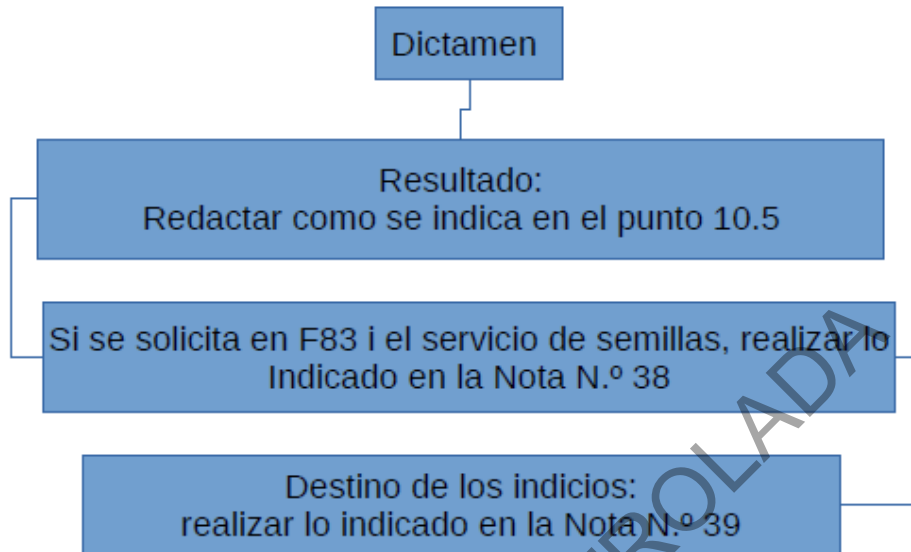 Dictamen
Resultado:
Redactar como se indica en el punto 10.5
Si se solicita en F83 i el servicio de semillas, realizar lo
Indicado en la Nota N.º 38
Destino de los indicios:
realizar lo indicado en la Nota N.º 39